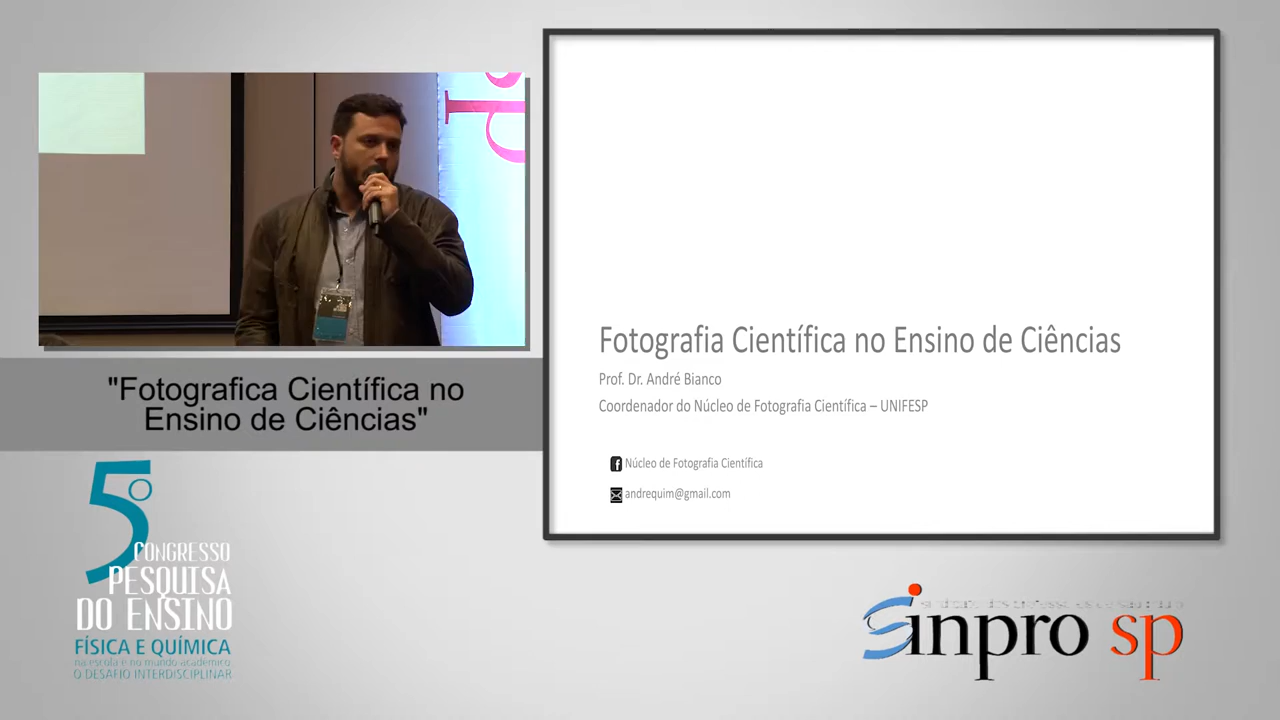 "Fotografica Científica no
Ensino de Ciências"
5º
CONGRESSO
PESQUISA
DO ENSINO
FÍSICA E QUÍMICA
na escola e no mundo acadêmico
O DESAFIO INTERDISCIPLINAR
Fotografia Científica no Ensino de Ciências
Prof. Dr. André Bianco
Coordenador do Núcleo de Fotografia Científica – UNIFESP
Núcleo de Fotografia Científica
andrequim@gmail.com
sinpro sp